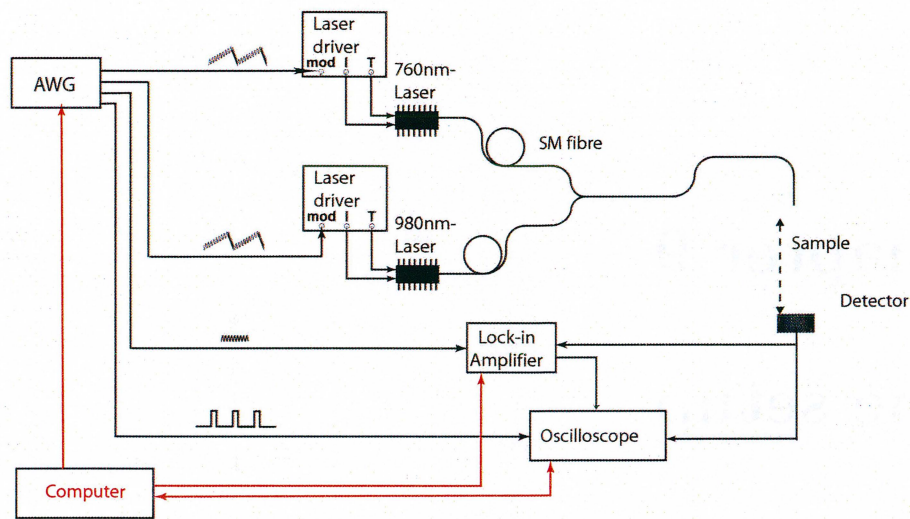 Laser
driver
mod I T
760nm-
Laser
AWG
SM fibre
Laser
driver
mod I T
980nm-
Laser
Sample
Detector
Lock-in
Amplifier
Oscilloscope
Computer